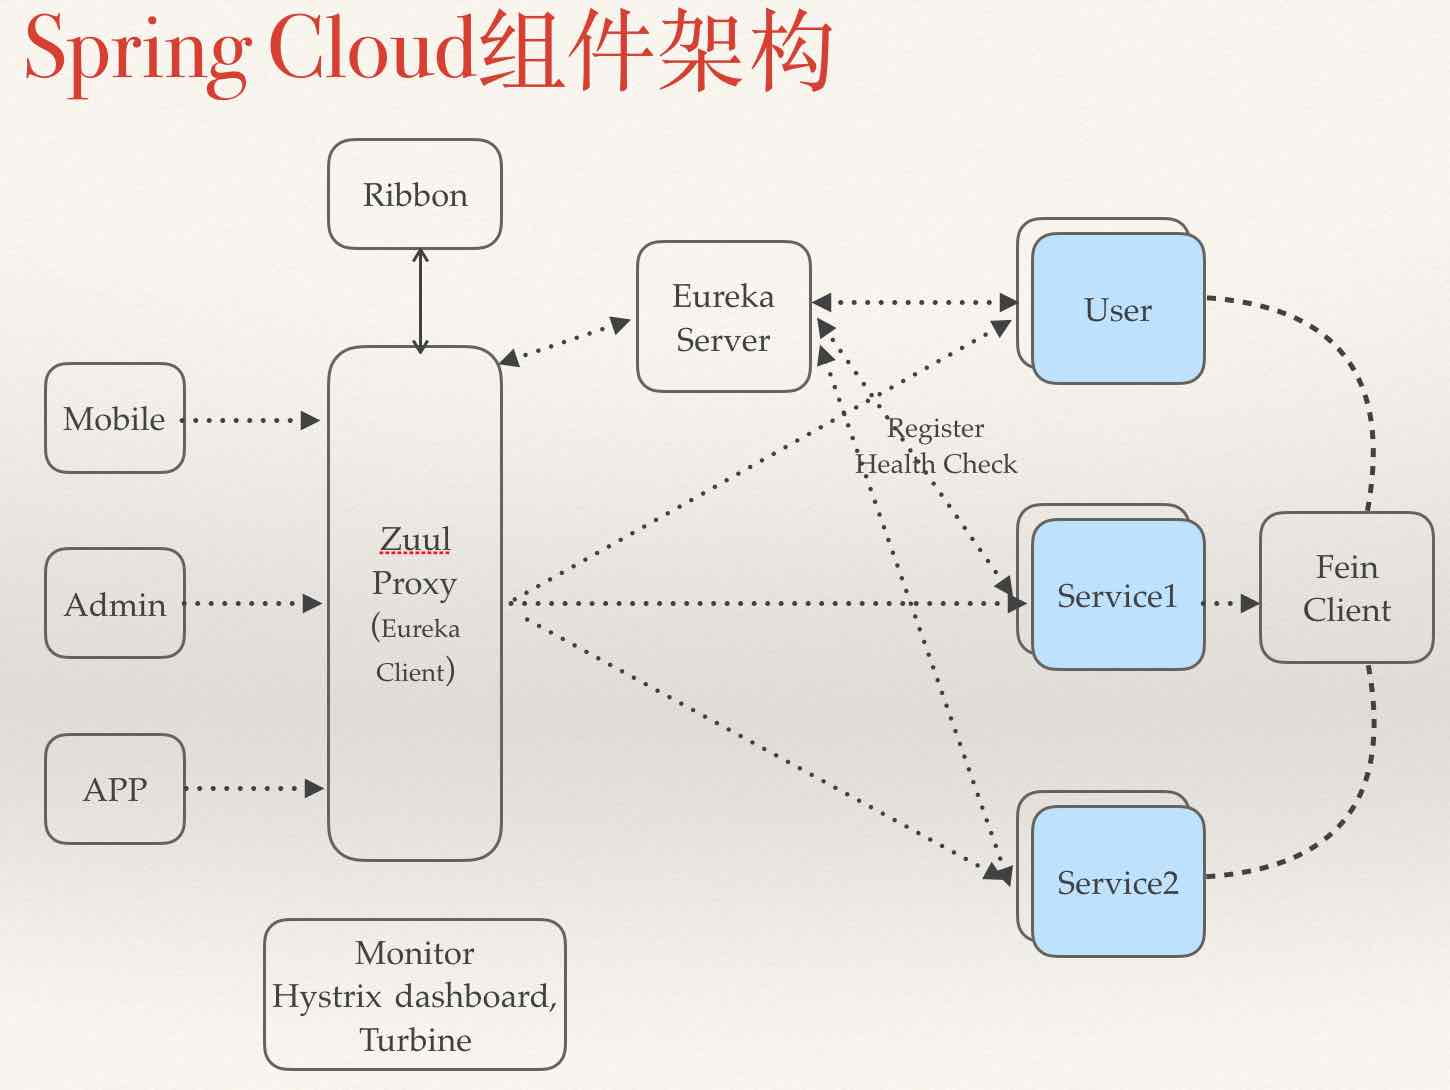 Spring Cloud组件架构
Ribbon
Eureka
Server
User
Mobile
Register
Health Check
Zuul
Proxy
(Eureka
Client)
Admin
Service1
Fein
Client
APP
Service2
Monitor
Hystrix dashboard,
Turbine